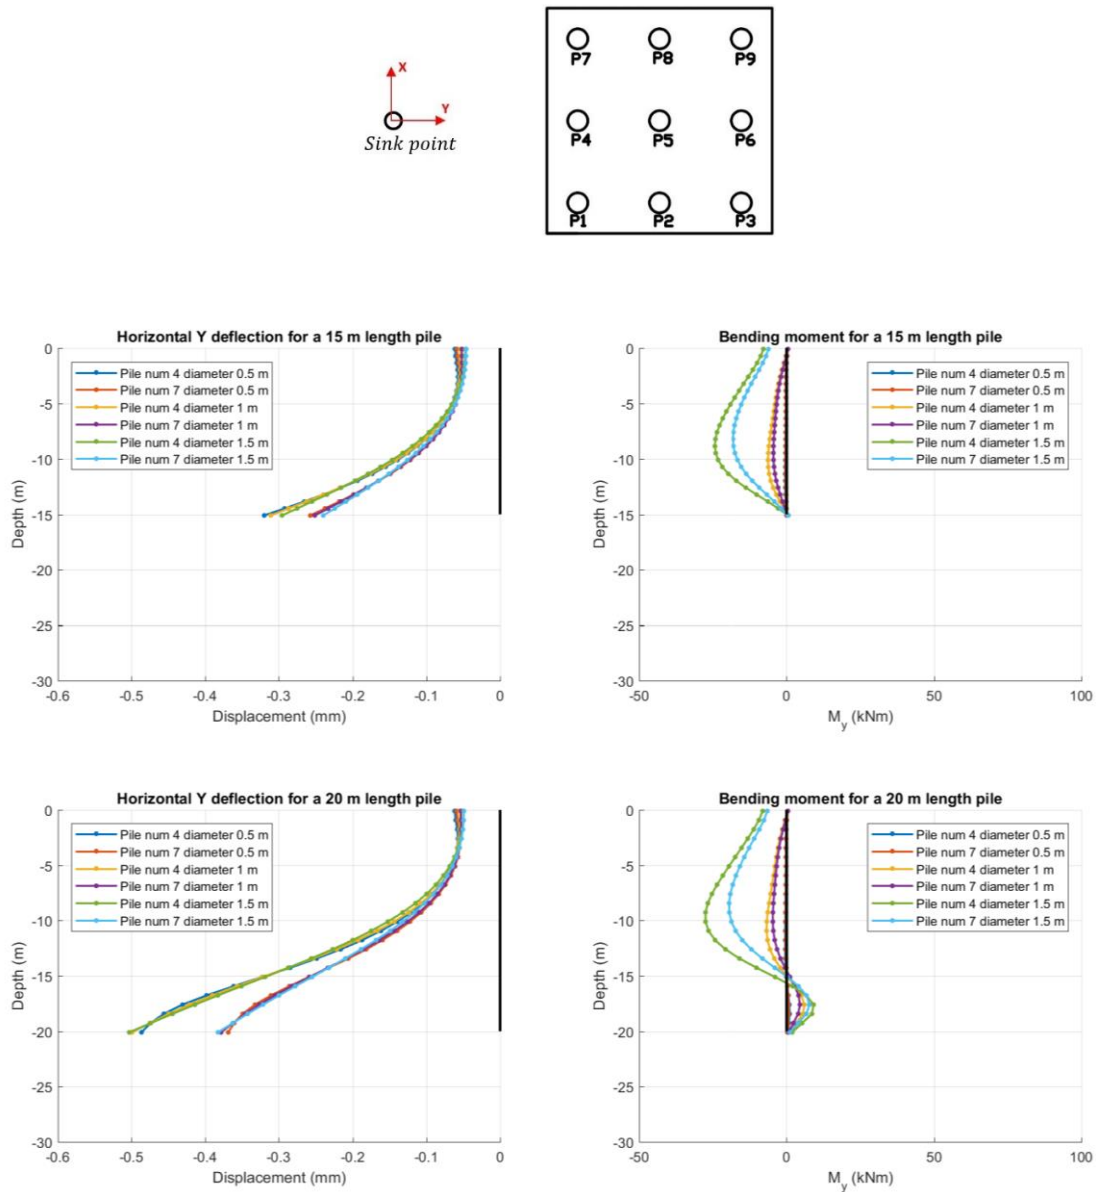 P7 P8 P9
X
Y
Sink point
P4 P5 P6
P1 P2 P3
Horizontal Y deflection for a 15 m length pile
0
-5
-10
-15
-20
-25
-30
Depth (m)
Pile num 4 diameter 0.5 m
Pile num 7 diameter 0.5 m
Pile num 4 diameter 1 m
Pile num 7 diameter 1 m
Pile num 4 diameter 1.5 m
Pile num 7 diameter 1.5 m
-0.6 -0.5 -0.4 -0.3 -0.2 -0.1 0
Displacement (mm)
Bending moment for a 15 m length pile
0
-5
-10
-15
-20
-25
-30
Depth (m)
Pile num 4 diameter 0.5 m
Pile num 7 diameter 0.5 m
Pile num 4 diameter 1 m
Pile num 7 diameter 1 m
Pile num 4 diameter 1.5 m
Pile num 7 diameter 1.5 m
-50 0 50 100
My (kNm)
Horizontal Y deflection for a 20 m length pile
0
-5
-10
-15
-20
-25
-30
Depth (m)
Pile num 4 diameter 0.5 m
Pile num 7 diameter 0.5 m
Pile num 4 diameter 1 m
Pile num 7 diameter 1 m
Pile num 4 diameter 1.5 m
Pile num 7 diameter 1.5 m
-0.6 -0.5 -0.4 -0.3 -0.2 -0.1 0
Displacement (mm)
Bending moment for a 20 m length pile
0
-5
-10
-15
-20
-25
-30
Depth (m)
Pile num 4 diameter 0.5 m
Pile num 7 diameter 0.5 m
Pile num 4 diameter 1 m
Pile num 7 diameter 1 m
Pile num 4 diameter 1.5 m
Pile num 7 diameter 1.5 m
-50 0 50 100
My (kNm)